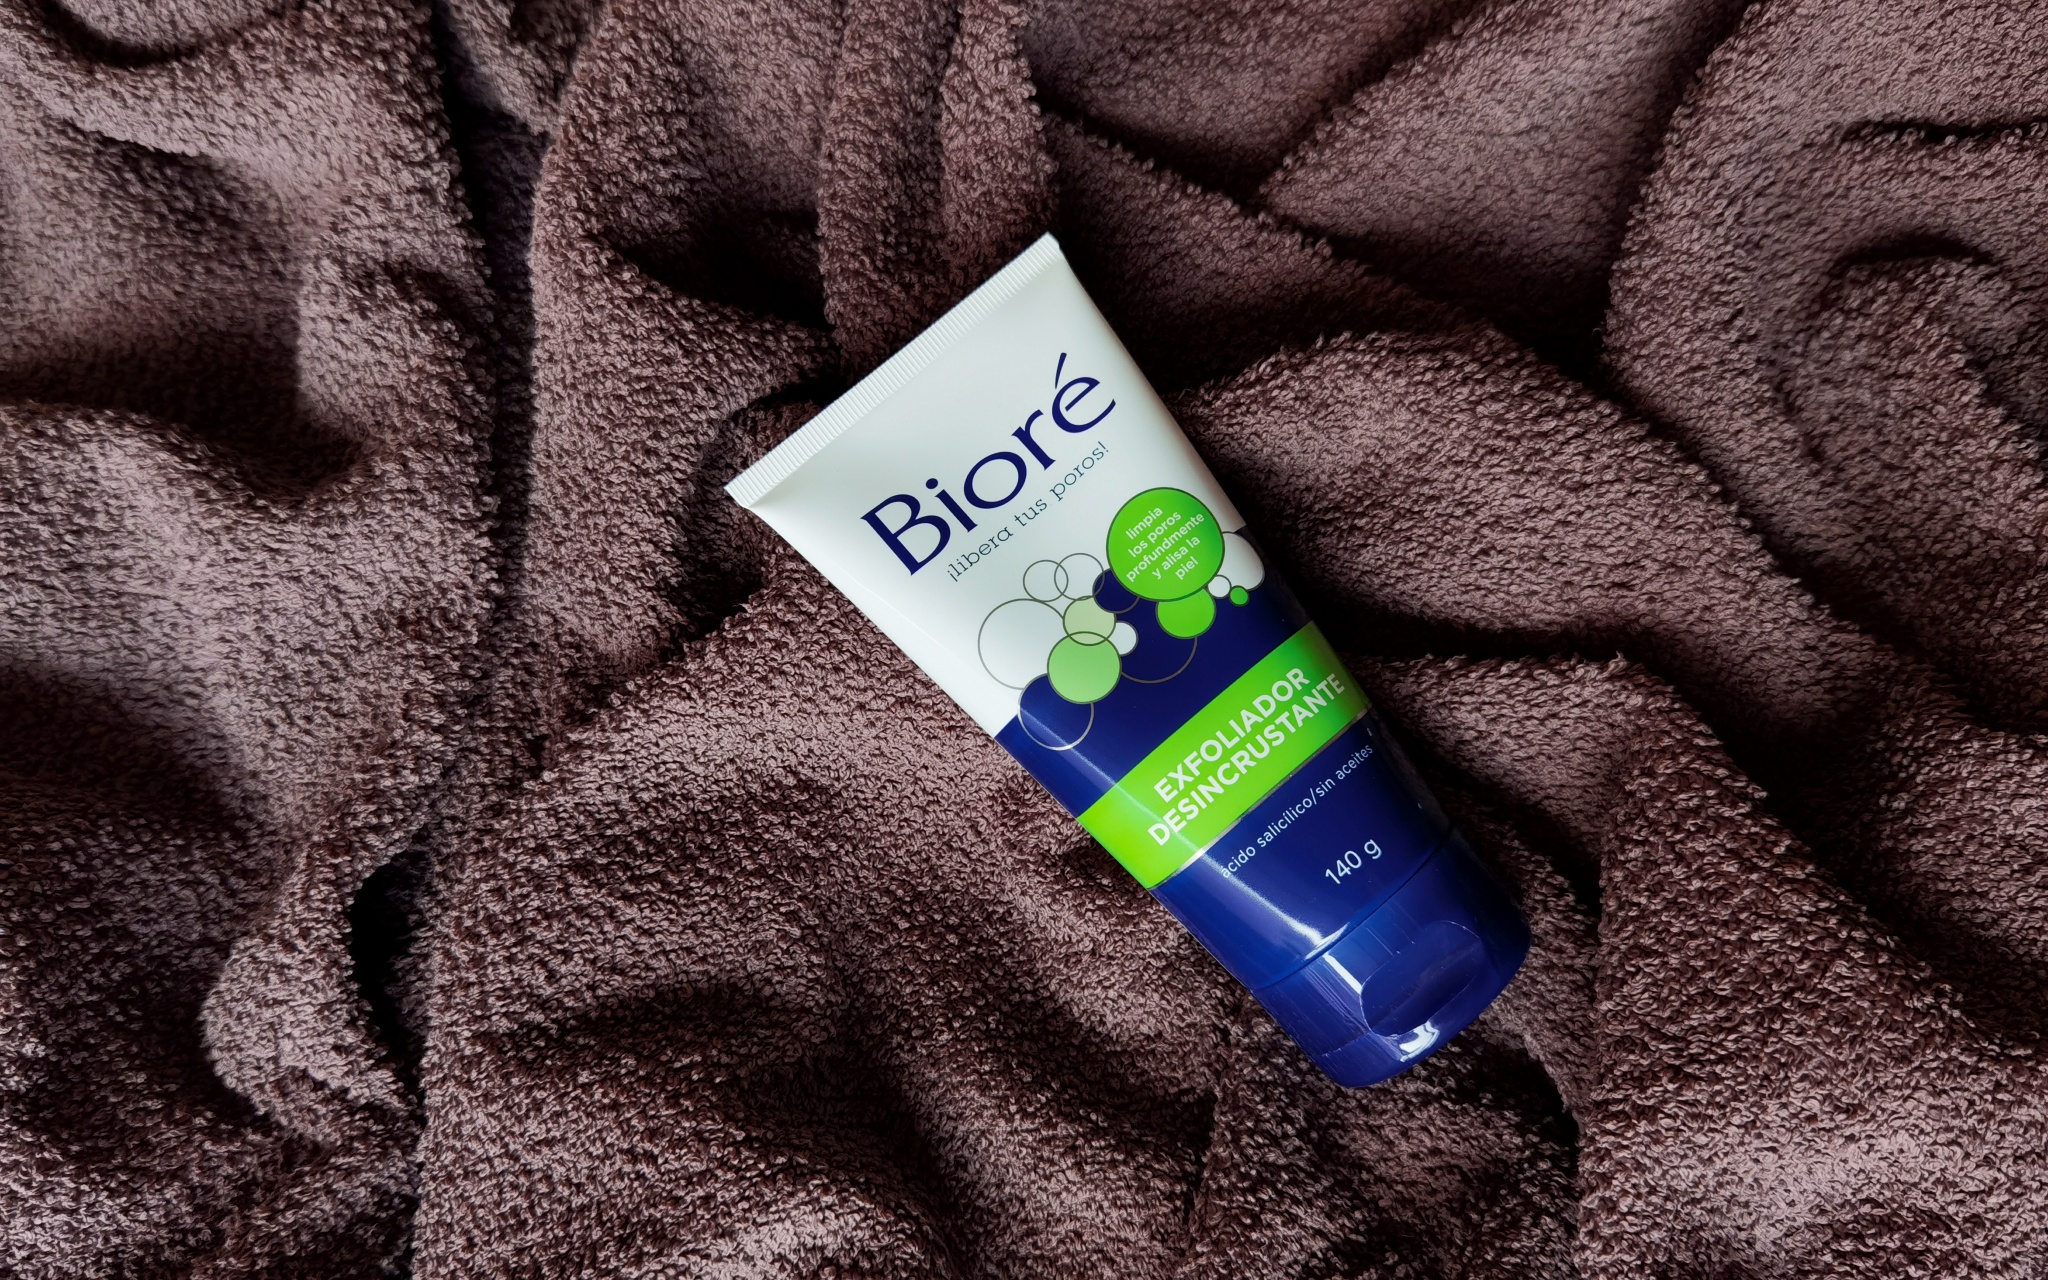 Bioré
¡libera tus poros!
limpia
los poros
profundmente
y alisa la
piel
EXFOLIADOR
DESINCRUSTANTE
ácido salicílico/sin aceites
140 g